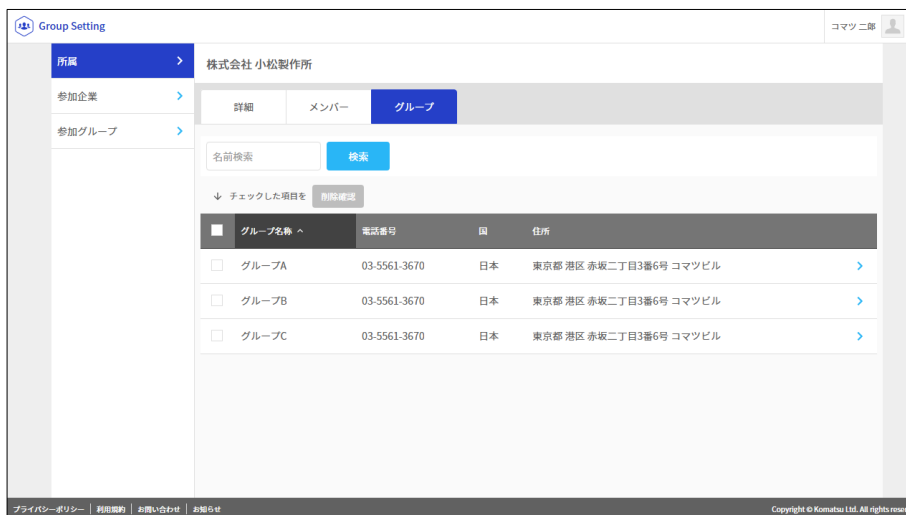 Group Setting
コマツ 二郎
所属
参加企業
参加グループ
株式会社 小松製作所
詳細 メンバー グループ
名前検索 検索
↓ チェックした項目を 削除確認
グループ名称 電話番号 国 住所
グループA 03-5561-3670 日本 東京都 港区 赤坂二丁目3番6号 コマツビル
グループB 03-5561-3670 日本 東京都 港区 赤坂二丁目3番6号 コマツビル
グループC 03-5561-3670 日本 東京都 港区 赤坂二丁目3番6号 コマツビル
プライバシーポリシー | 利用規約 | お問い合わせ | お知らせ
Copyright © Komatsu Ltd. All rights rese